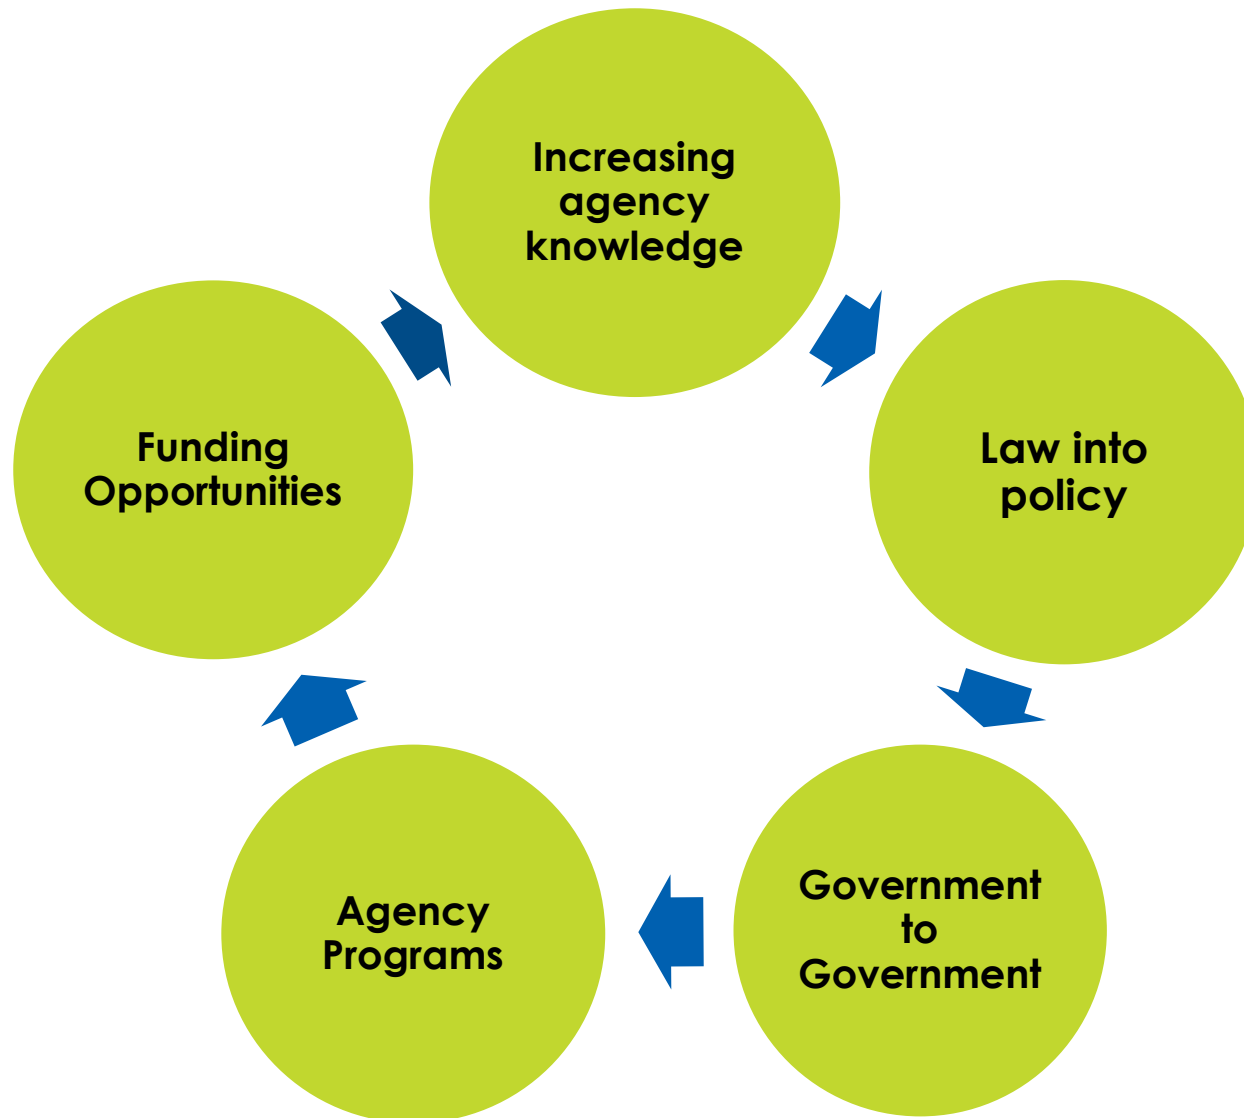 Increasing
agency
knowledge
Law into
policy
Government
to
Government
Agency
Programs
Funding
Opportunities